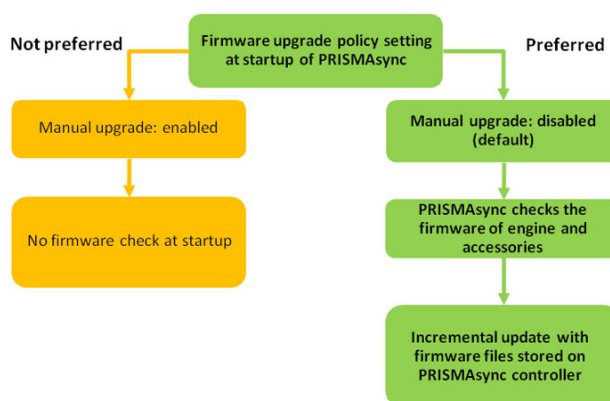 Not preferred
Firmware upgrade policy setting
at startup of PRISMAsync
Preferred
Manual upgrade: enabled
Manual upgrade: disabled
(default)
No firmware check at startup
PRISMAsync checks the
firmware of engine and
accessories
Incremental update with
firmware files stored on
PRISMAsync controller